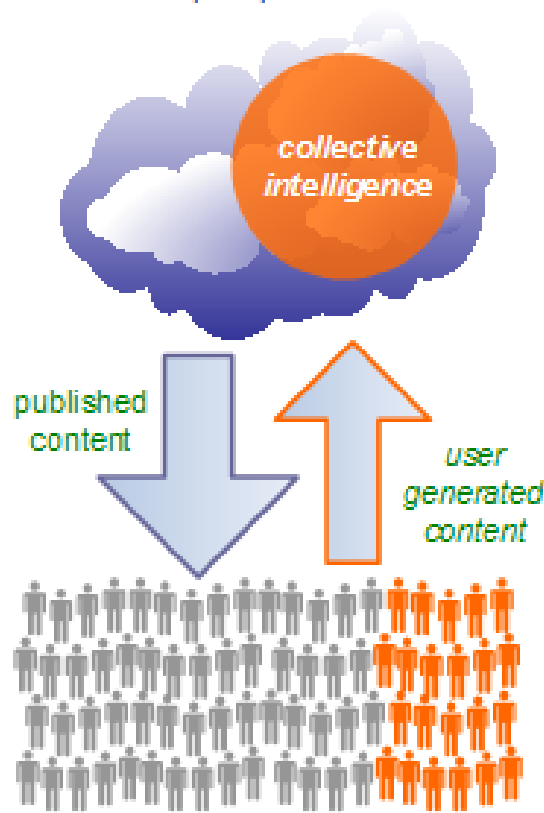 collective
intelligence
published
content
user
generated
content